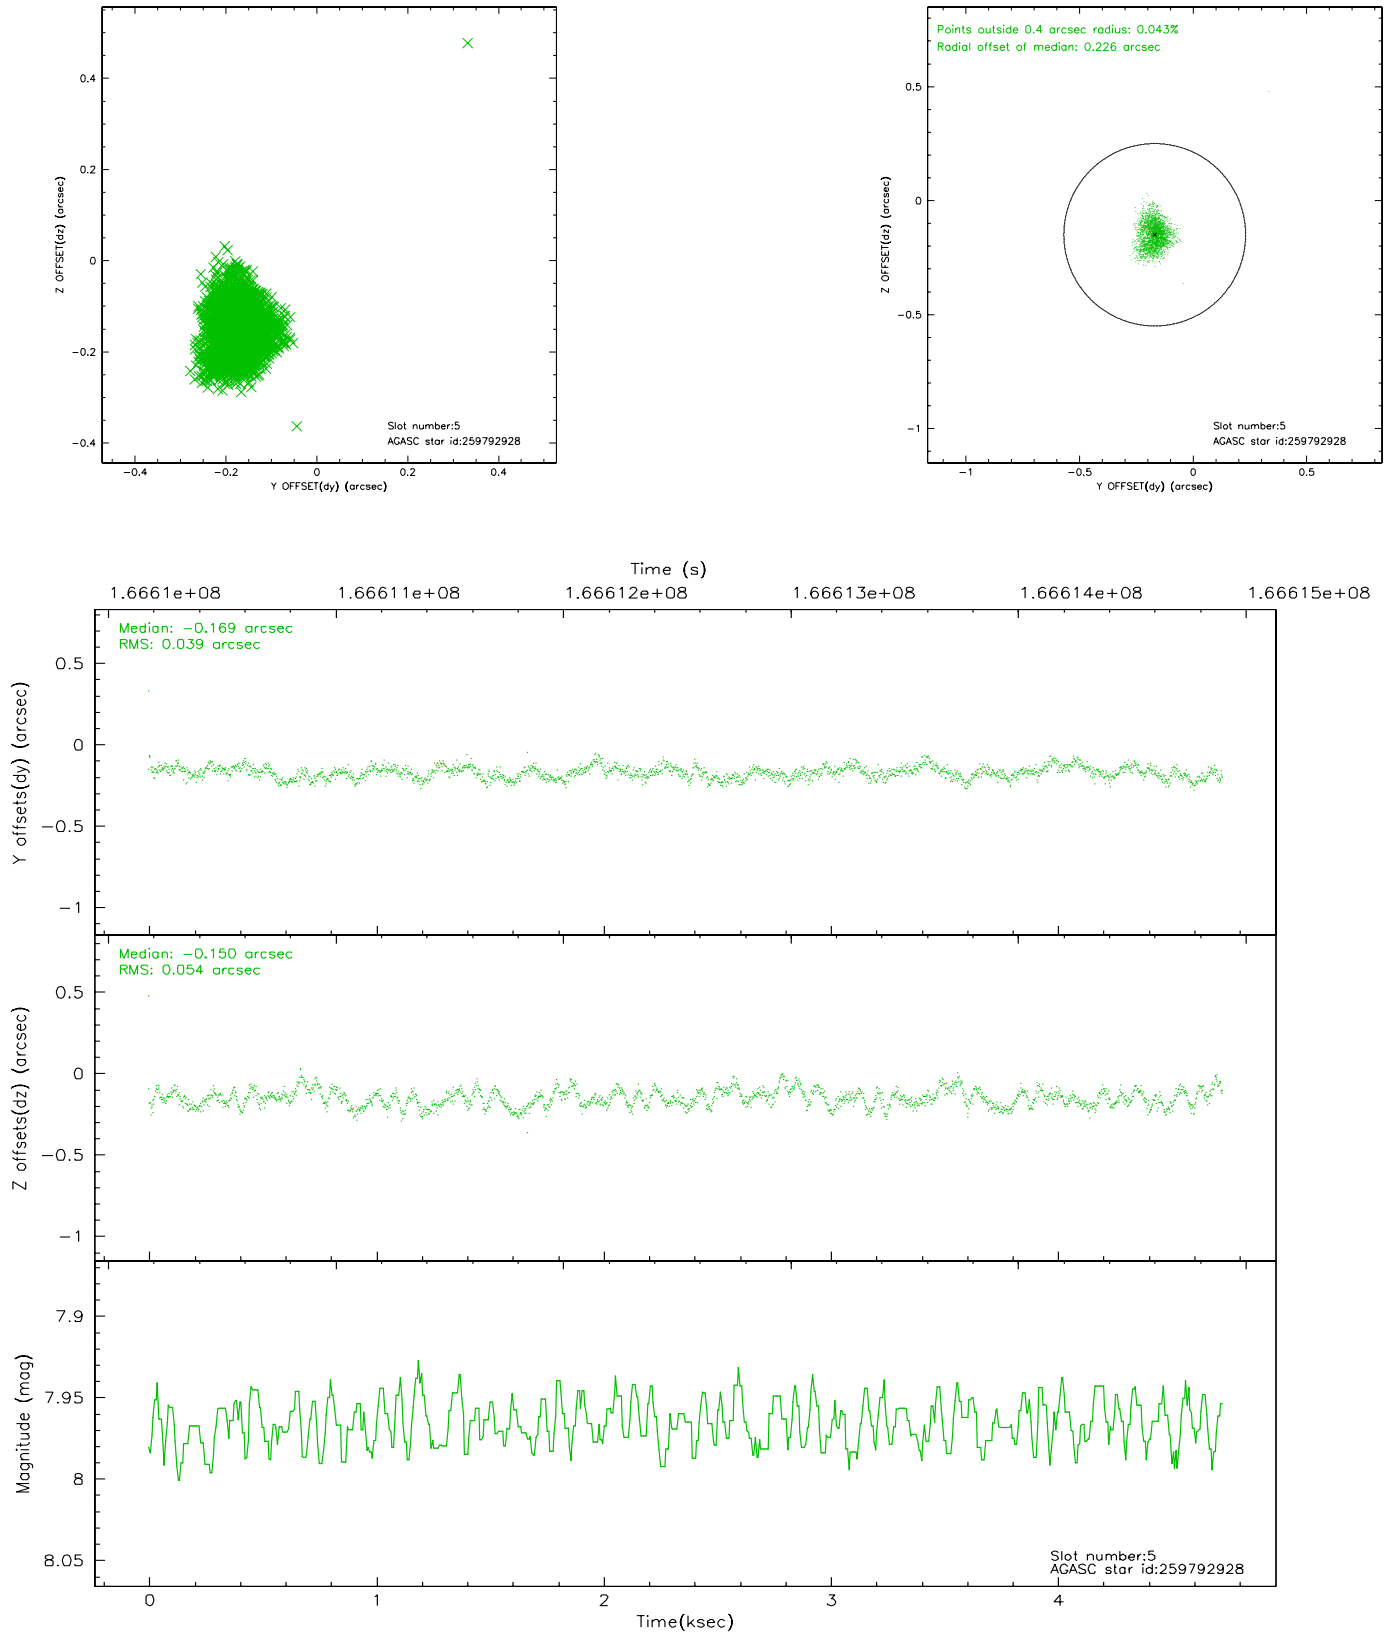 0.4
0.2
0
−0.2
−0.4
Z OFFSET(dz) (arcsec)
Slot number:5
AGASC star id:259792928
−0.4
−0.2
0
0.2
0.4
Y OFFSET(dy) (arcsec)
Points outside 0.4 arcsec radius: 0.043%
Radial offset of median: 0.226 arcsec
0.5
0
−0.5
−1
Z OFFSET(dz) (arcsec)
Slot number:5
AGASC star id:259792928
−1
−0.5
0
0.5
Y OFFSET(dy) (arcsec)
Time (s)
1.6661e+08
1.66611e+08
1.66612e+08
1.66613e+08
1.66614e+08
1.66615e+08
Median: −0.169 arcsec
RMS: 0.039 arcsec
0.5
0
−0.5
−1
Y offsets(dy) (arcsec)
Median: −0.150 arcsec
RMS: 0.054 arcsec
0.5
0
−0.5
−1
Z offsets(dz) (arcsec)
7.9
7.95
8
8.05
Magnitude (mag)
Slot number:5
AGASC star id:259792928
0
1
2
3
4
Time(ksec)